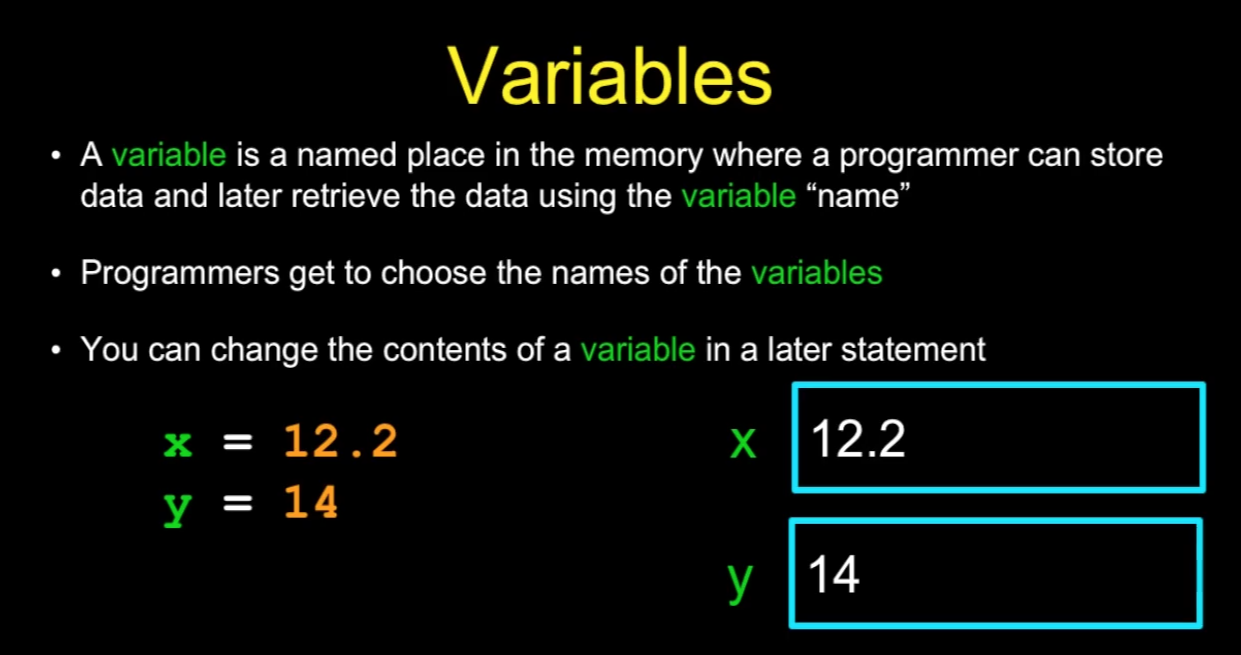 Variables
• A variable is a named place in the memory where a programmer can store
data and later retrieve the data using the variable “name”
• Programmers get to choose the names of the variables
• You can change the contents of a variable in a later statement
x = 12.2
y = 14
x 12.2
y 14